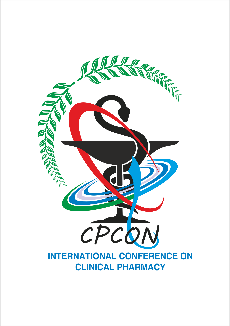 CPCON
INTERNATIONAL CONFERENCE ON
CLINICAL PHARMACY